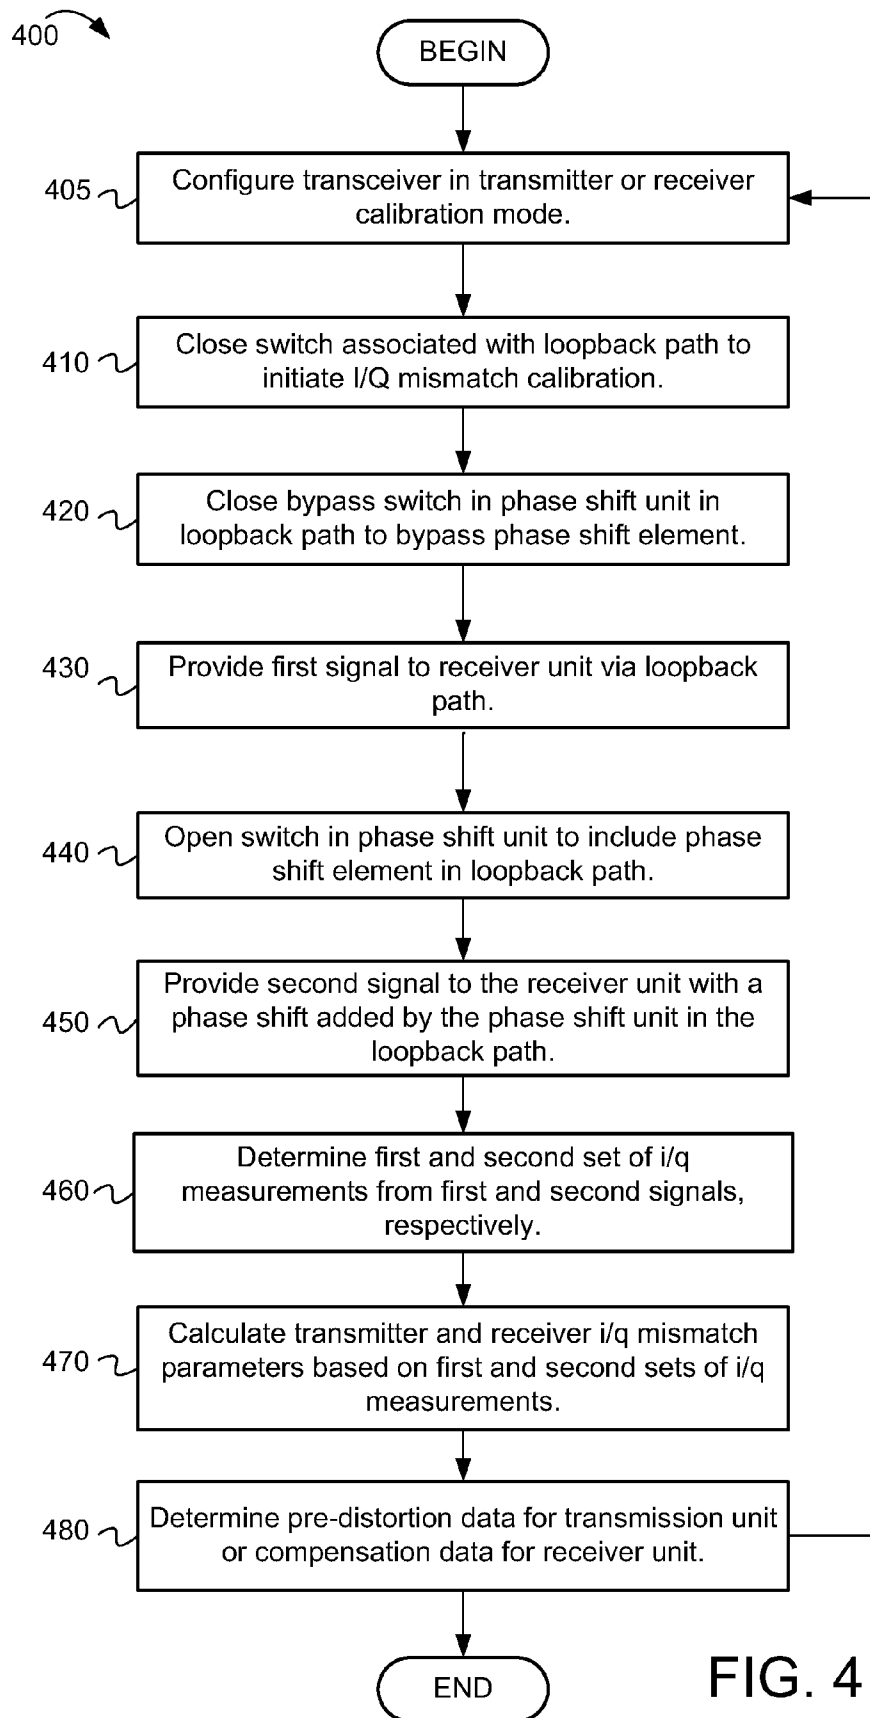 400
BEGIN
405
Configure transceiver in transmitter or receiver
calibration mode.
410
Close switch associated with loopback path to
initiate I/Q mismatch calibration.
420
Close bypass switch in phase shift unit in
loopback path to bypass phase shift element.
430
Provide first signal to receiver unit via loopback
path.
440
Open switch in phase shift unit to include phase
shift element in loopback path.
450
Provide second signal to the receiver unit with a
phase shift added by the phase shift unit in the
loopback path.
460
Determine first and second set of i/q
measurements from first and second signals,
respectively.
470
Calculate transmitter and receiver i/q mismatch
parameters based on first and second sets of i/q
measurements.
480
Determine pre-distortion data for transmission unit
or compensation data for receiver unit.
END
FIG. 4